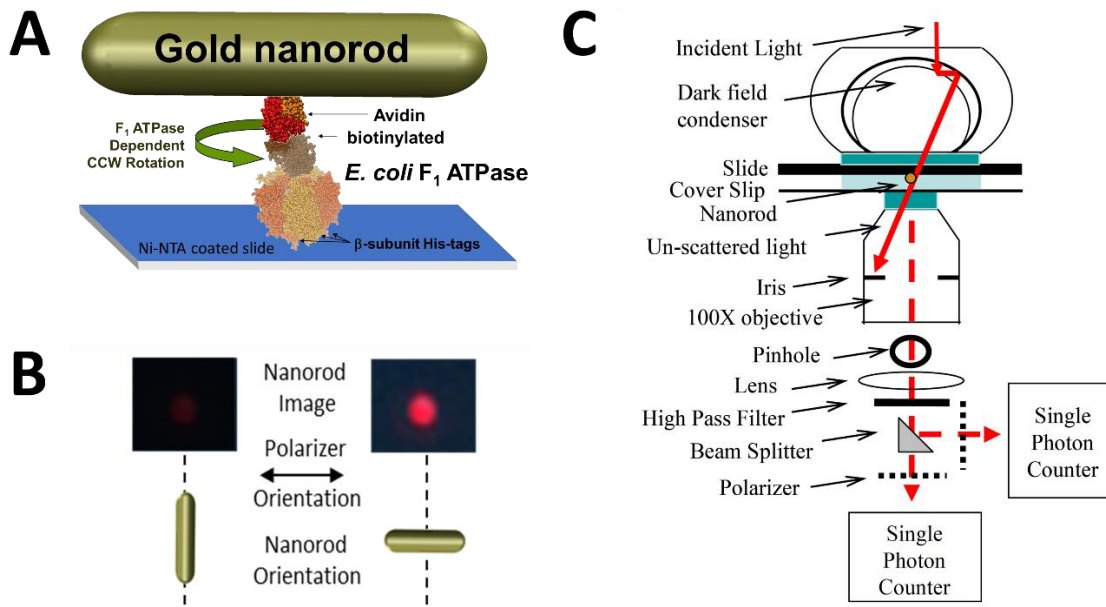 A
Gold nanorod
Avidin
biotinylated
F₁ ATPase
Dependent
CCW Rotation
E. coli F₁ ATPase
Ni-NTA coated slide
β-subunit His-tags
B
Nanorod
Image
Polarizer
Orientation
Nanorod
Orientation
C
Incident Light
Dark field
condenser
Slide
Cover Slip
Nanorod
Un-scattered light
Iris
100X objective
Pinhole
Lens
High Pass Filter
Beam Splitter
Polarizer
Single
Photon
Counter
Single
Photon
Counter